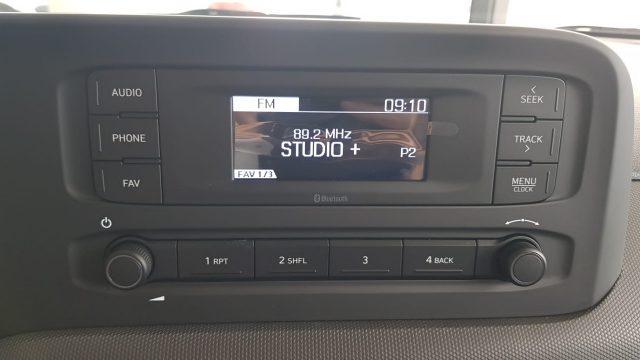 AUDIO
PHONE
FAV
FM 09:10
89.2 MHz
STUDIO + P2
FAV 1/3
< SEEK
TRACK >
MENU
CLOCK
Bluetooth
1 RPT
2 SHFL
3
4 BACK